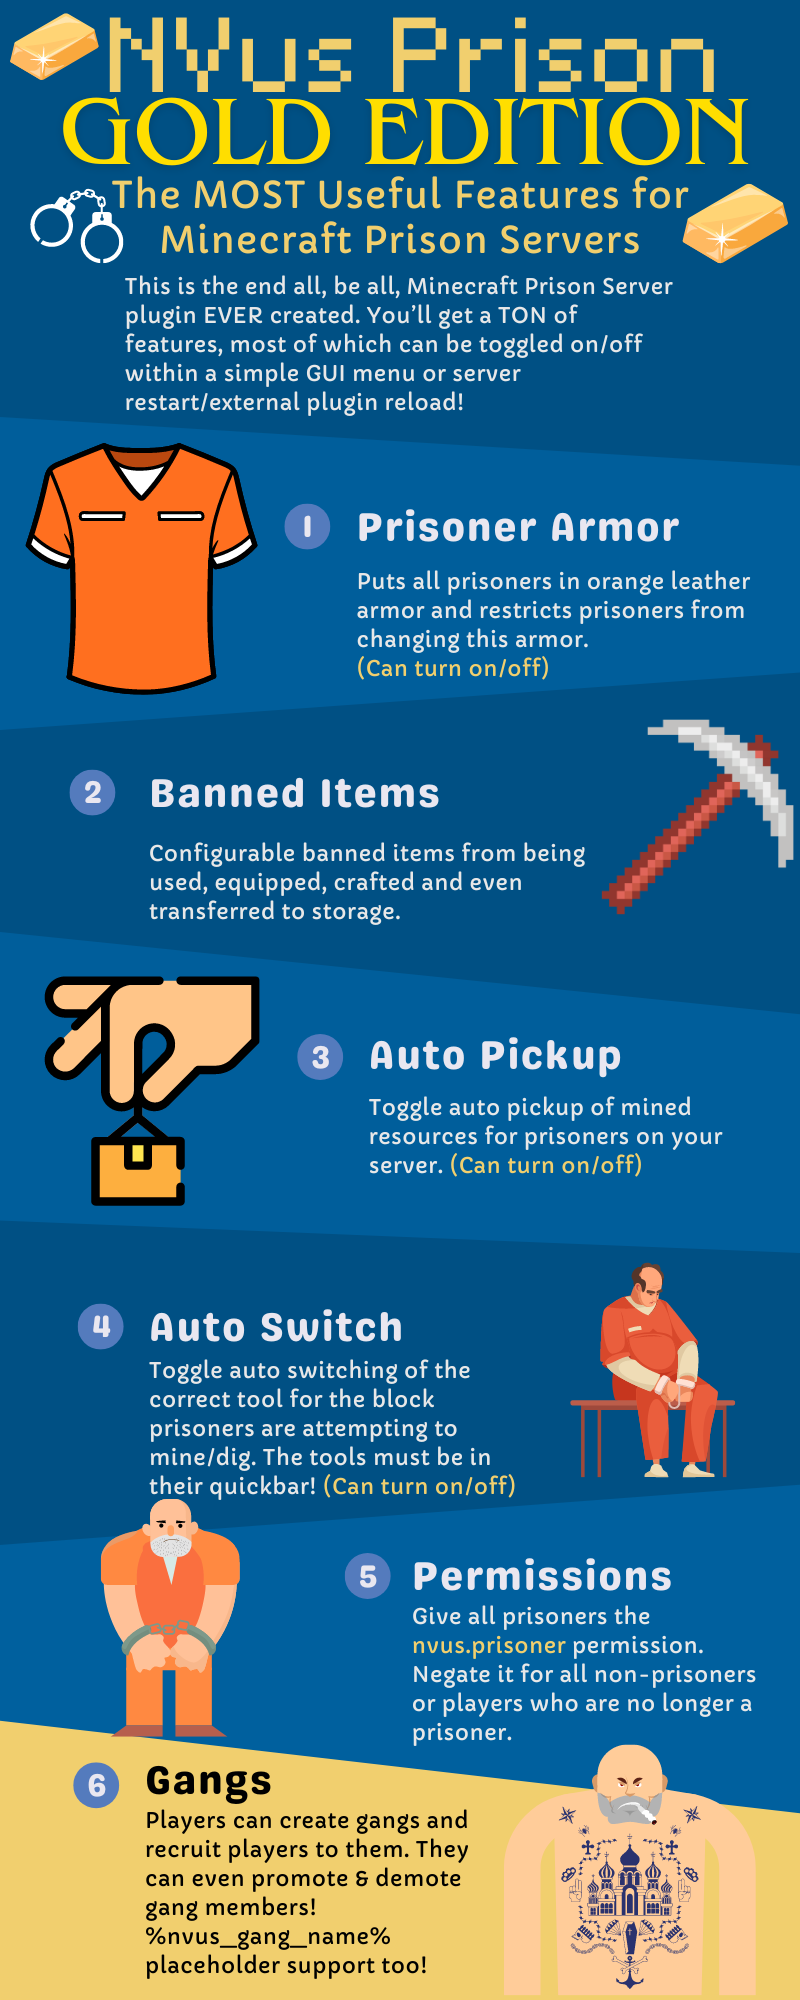 NVus Prison
GOLD EDITION
The MOST Useful Features for
Minecraft Prison Servers
This is the end all, be all, Minecraft Prison Server
plugin EVER created. You'll get a TON of
features, most of which can be toggled on/off
within a simple GUI menu or server
restart/external plugin reload!
1 Prisoner Armor
Puts all prisoners in orange leather
armor and restricts prisoners from
changing this armor.
(Can turn on/off)
2 Banned Items
Configurable banned items from being
used, equipped, crafted and even
transferred to storage.
3 Auto Pickup
Toggle auto pickup of mined
resources for prisoners on your
server. (Can turn on/off)
4 Auto Switch
Toggle auto switching of the
correct tool for the block
prisoners are attempting to
mine/dig. The tools must be in
their quickbar! (Can turn on/off)
5 Permissions
Give all prisoners the
nvus.prisoner permission.
Negate it for all non-prisoners
or players who are no longer a
prisoner.
6 Gangs
Players can create gangs and
recruit players to them. They
can even promote & demote
gang members!
%nvus_gang_name%
placeholder support too!